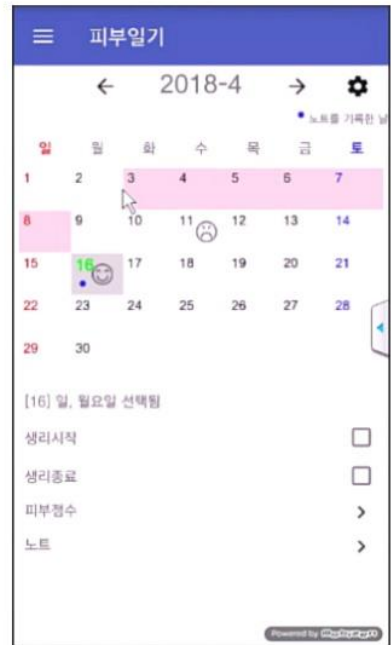 피부일기
2018-4
노트를 기록한 날
일 월 화 수 목 금 토
1 2 3 4 5 6 7
8 9 10 11 12 13 14
15 16 17 18 19 20 21
22 23 24 25 26 27 28
29 30
[16] 일, 월요일 선택됨
생리시작
생리종료
피부점수
노트
Powered by